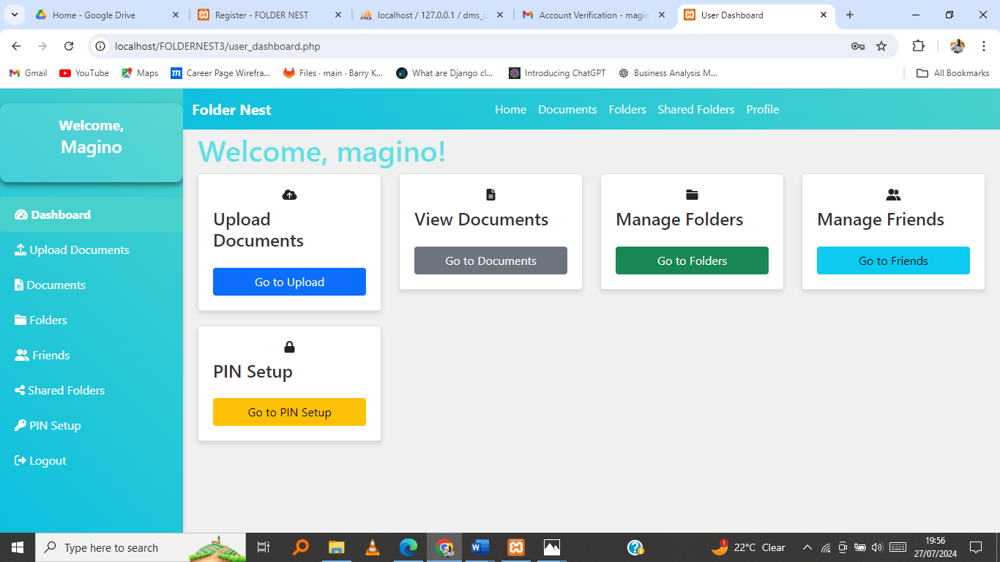 Home - Google Drive
Register - FOLDER NEST
localhost / 127.0.0.1 / dms_d
Account Verification - magin
User Dashboard
localhost/FOLDERNEST3/user_dashboard.php
Gmail
YouTube
Maps
Career Page Wirefra...
Files · main · Barry K...
What are Django cl...
Introducing ChatGPT
Business Analysis M...
All Bookmarks
Welcome,
Magino
Dashboard
Upload Documents
Documents
Folders
Friends
Shared Folders
PIN Setup
Logout
Folder Nest
Home
Documents
Folders
Shared Folders
Profile
Welcome, magino!
Upload
Documents
Go to Upload
View Documents
Go to Documents
Manage Folders
Go to Folders
Manage Friends
Go to Friends
PIN Setup
Go to PIN Setup
Type here to search
1
22°C Clear
19:56
27/07/2024